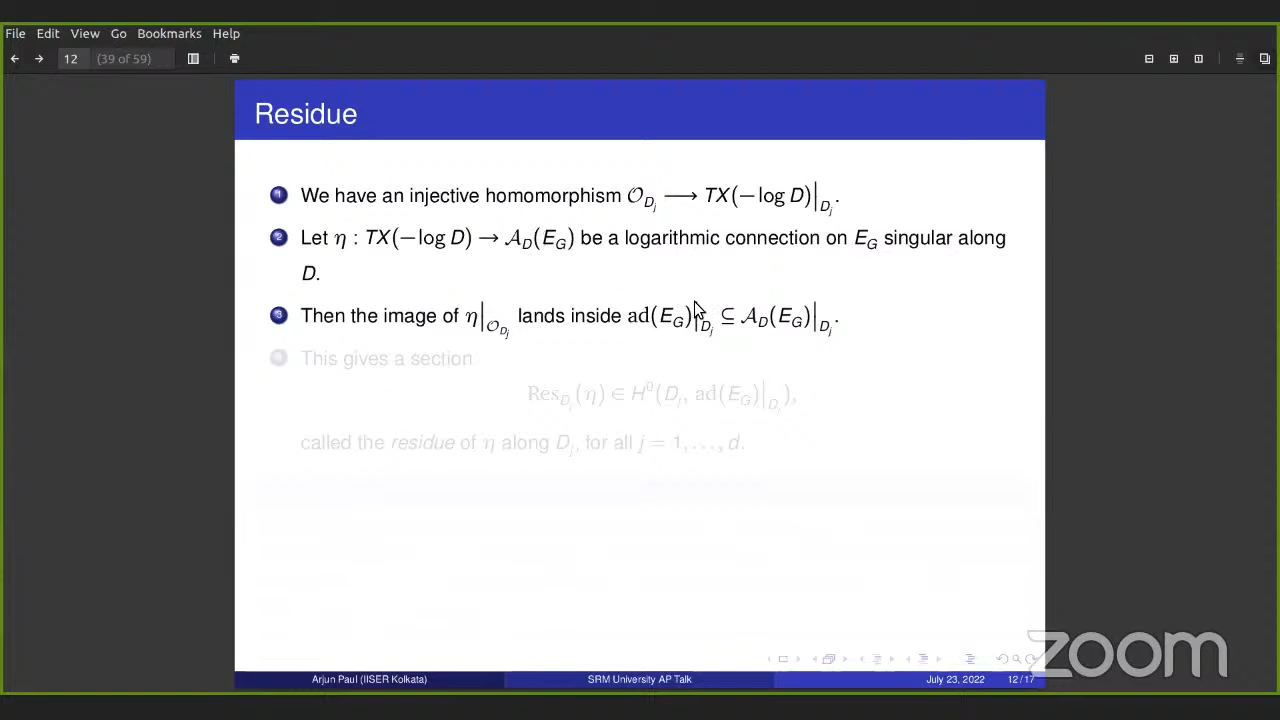 File Edit View Go Bookmarks Help
12 (39 of 59)
Residue
1 We have an injective homomorphism 𝒪_{D_j} ⟶ TX(−log D)|_{D_j}.
2 Let η : TX(−log D) → 𝒜_D(E_G) be a logarithmic connection on E_G singular along
D.
3 Then the image of η|_{𝒪_{D_j}} lands inside ad(E_G)|_{D_j} ⊆ 𝒜_D(E_G)|_{D_j}.
This gives a section
Res_{D_j}(η) ∈ H⁰(D_j, ad(E_G)|_{D_j}),
called the residue of η along D_j, for all j = 1, . . . , d.
zoom
Arjun Paul (IISER Kolkata) SRM University AP Talk July 23, 2022 12 / 17